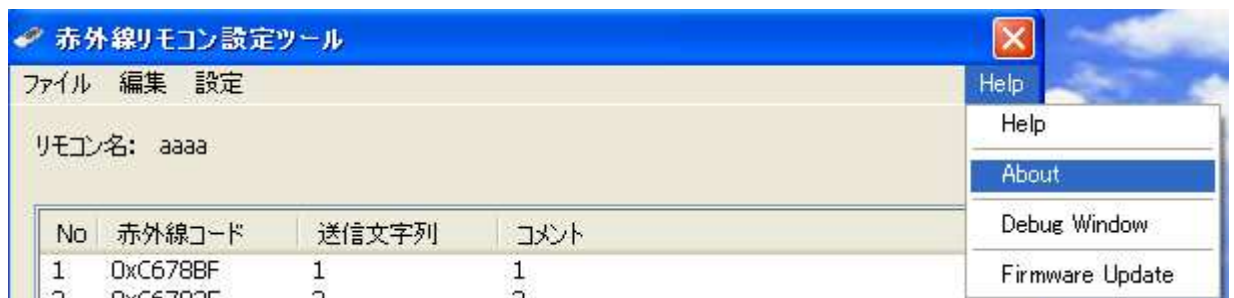 赤外線リモコン設定ツール
ファイル 編集 設定 Help
Help
リモコン名: aaaa
About
Debug Window
Firmware Update
No 赤外線コード 送信文字列 コメント
1 0xC678BF 1 1